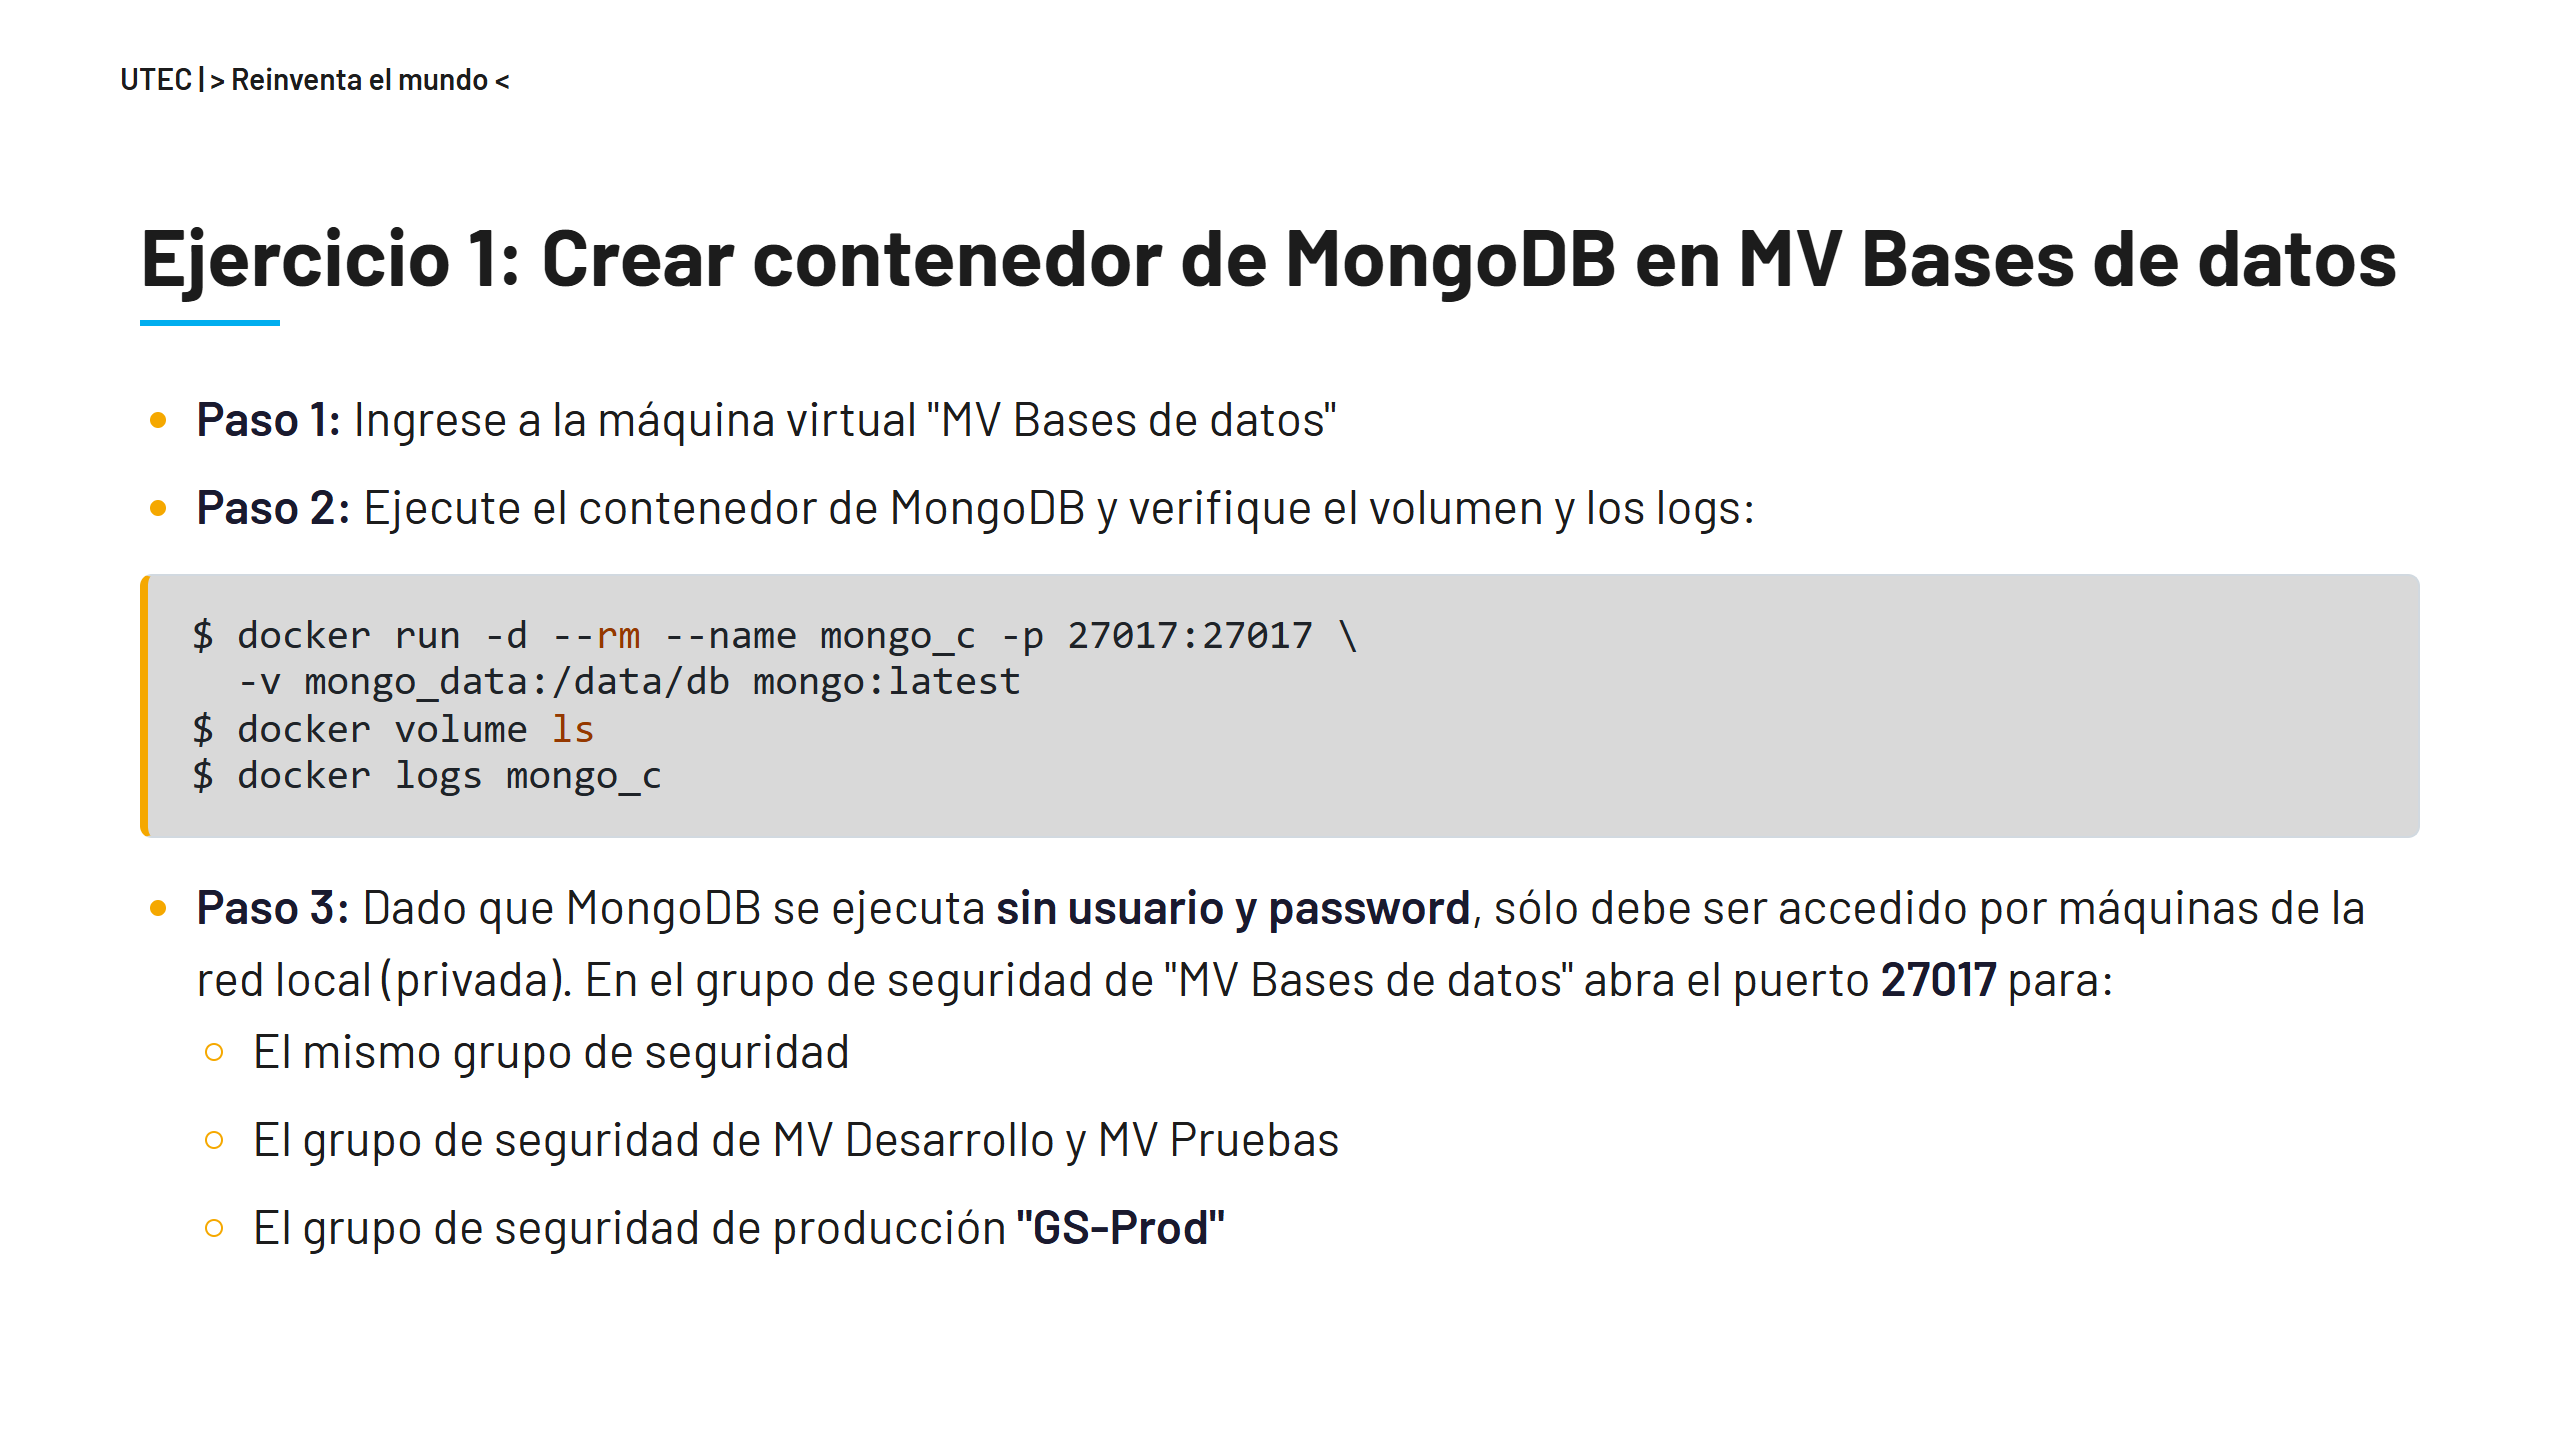 UTEC | > Reinventa el mundo <
Ejercicio 1: Crear contenedor de MongoDB en MV Bases de datos
Paso 1: Ingrese a la máquina virtual "MV Bases de datos"
Paso 2: Ejecute el contenedor de MongoDB y verifique el volumen y los logs:
$ docker run -d --rm --name mongo_c -p 27017:27017 \
-v mongo_data:/data/db mongo:latest
$ docker volume ls
$ docker logs mongo_c
Paso 3: Dado que MongoDB se ejecuta sin usuario y password, sólo debe ser accedido por máquinas de la
red local (privada). En el grupo de seguridad de "MV Bases de datos" abra el puerto 27017 para:
El mismo grupo de seguridad
El grupo de seguridad de MV Desarrollo y MV Pruebas
El grupo de seguridad de producción "GS-Prod"